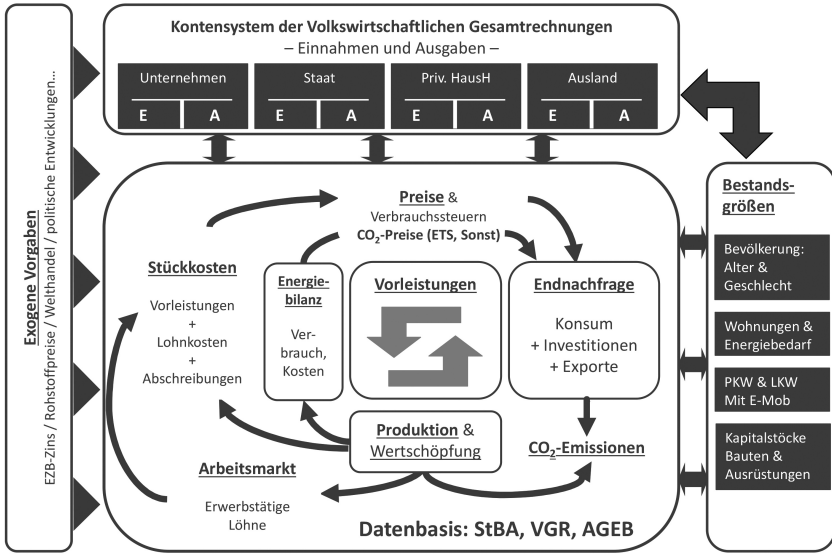 Exogene Vorgaben
EZB-Zins / Rohstoffpreise / Welthandel / politische Entwicklungen...
Kontensystem der Volkswirtschaftlichen Gesamtrechnungen
– Einnahmen und Ausgaben –
Unternehmen
E A
Staat
E A
Priv. HausH
E A
Ausland
E A
Preise &
Verbrauchssteuern
CO2-Preise (ETS, Sonst)
Stückkosten
Vorleistungen
+
Lohnkosten
+
Abschreibungen
Energie-
bilanz
Ver-
brauch,
Kosten
Vorleistungen
Endnachfrage
Konsum
+ Investitionen
+ Exporte
Produktion &
Wertschöpfung
CO2-Emissionen
Arbeitsmarkt
Erwerbstätige
Löhne
Datenbasis: StBA, VGR, AGEB
Bestands-
größen
Bevölkerung:
Alter &
Geschlecht
Wohnungen &
Energiebedarf
PKW & LKW
Mit E-Mob
Kapitalstöcke
Bauten &
Ausrüstungen